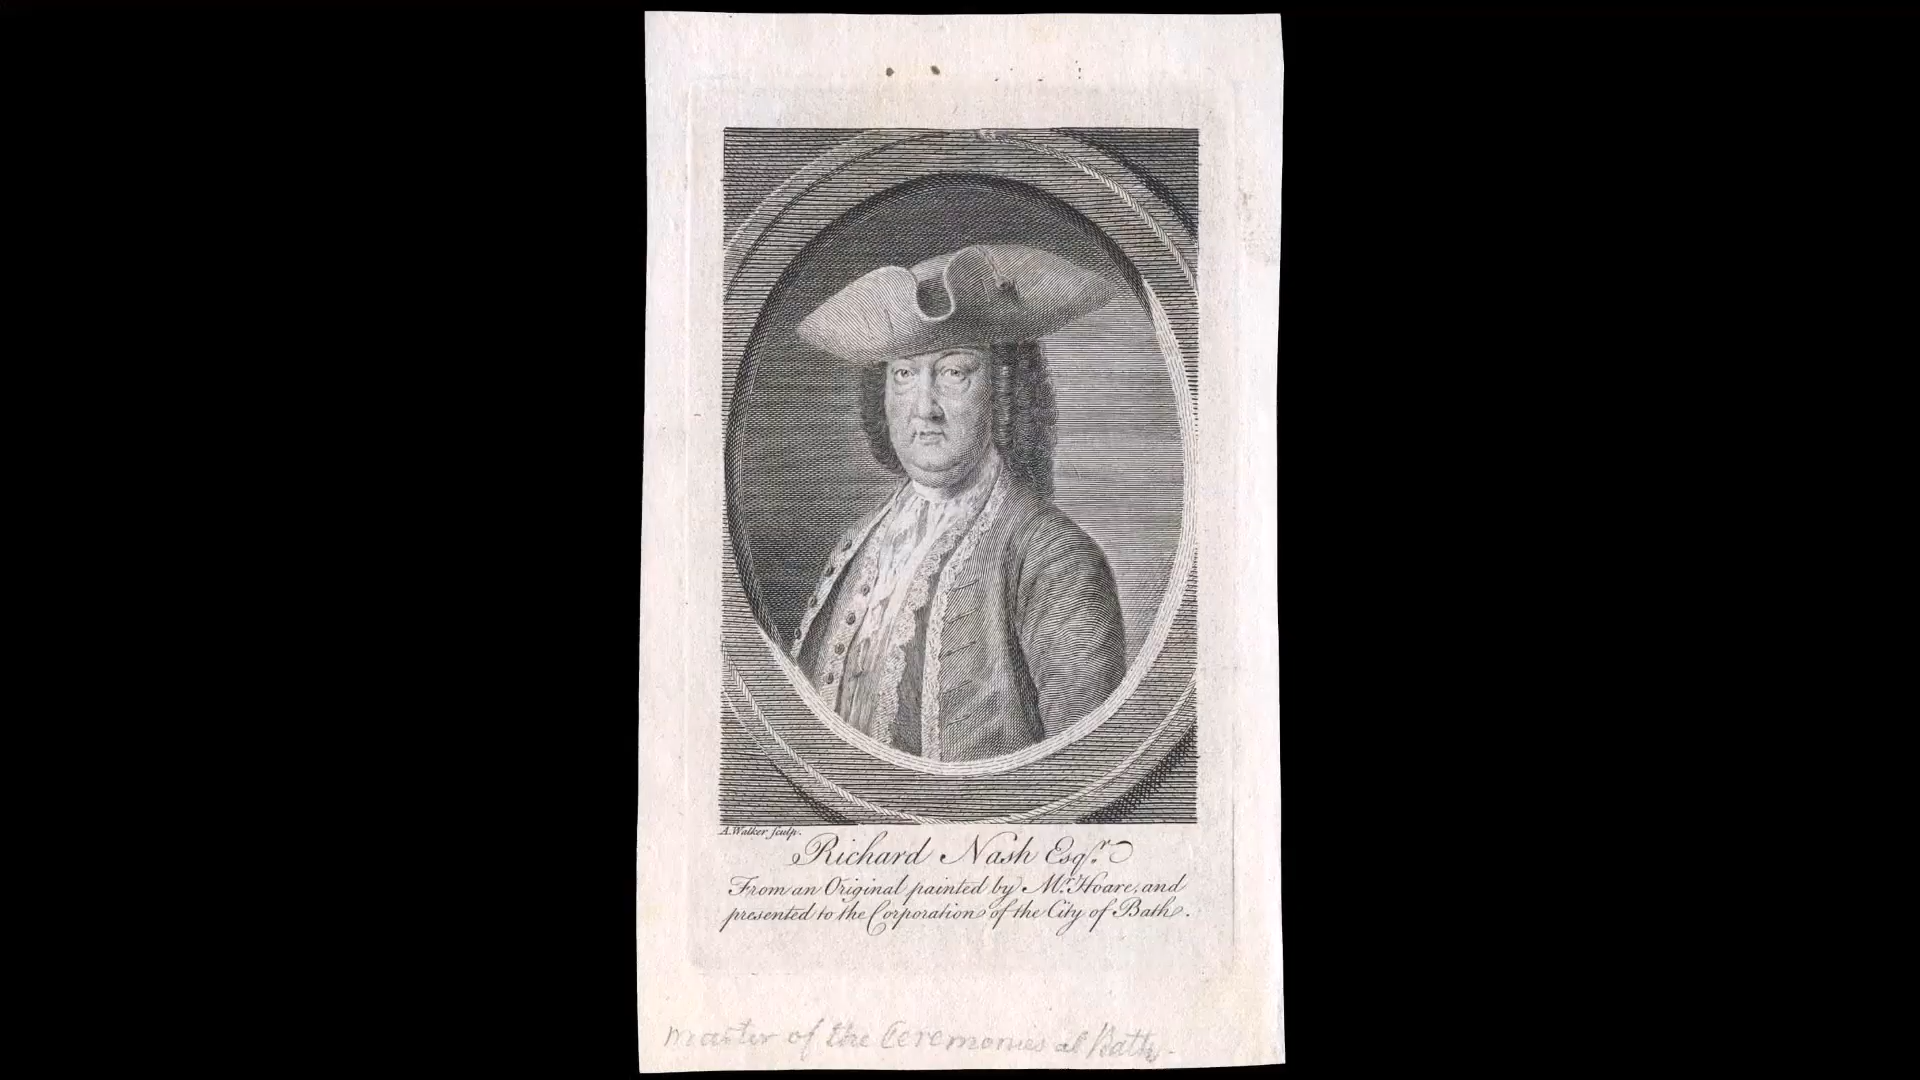 A. Walker Sculp.
Richard Nash Esqr.
From an Original painted by Mr. Hoare, and
presented to the Corporation of the City of Bath.
Master of the Ceremonies at Bath.